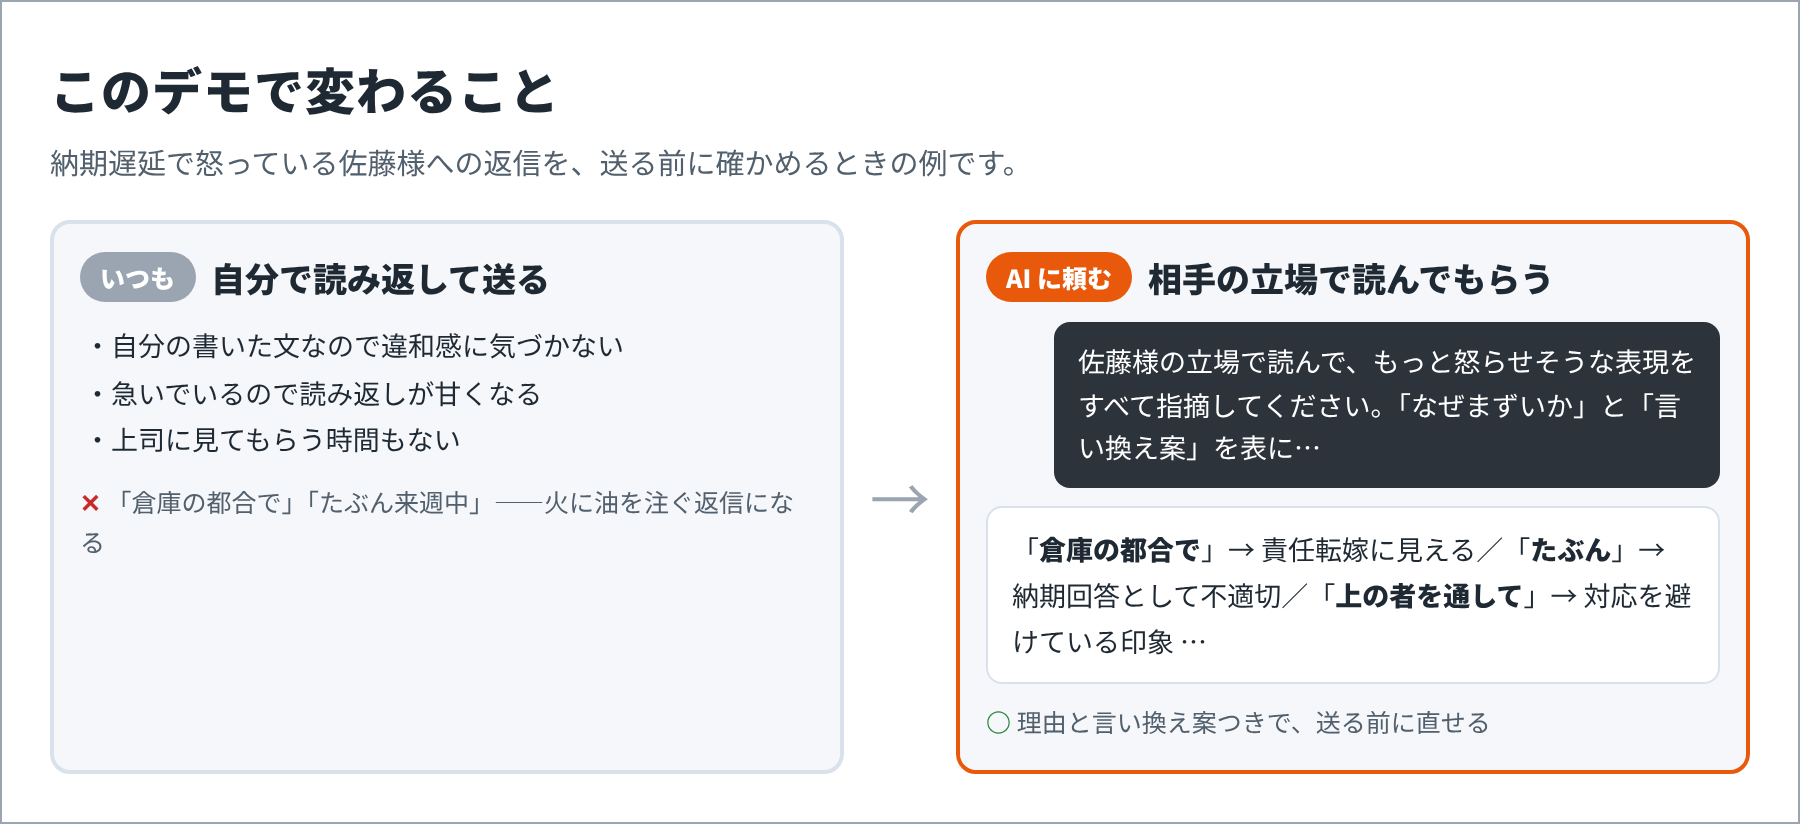 このデモで変わること
納期遅延で怒っている佐藤様への返信を、送る前に確かめるときの例です。
いつも 自分で読み返して送る
・自分の書いた文なので違和感に気づかない
・急いでいるので読み返しが甘くなる
・上司に見てもらう時間もない
× 「倉庫の都合で」「たぶん来週中」――火に油を注ぐ返信にな
る
→
AI に頼む 相手の立場で読んでもらう
佐藤様の立場で読んで、もっと怒らせそうな表現を
すべて指摘してください。「なぜまずいか」と「言
い換え案」を表に…
「倉庫の都合で」→ 責任転嫁に見える／「たぶん」→
納期回答として不適切／「上の者を通して」→ 対応を避
けている印象 …
○ 理由と言い換え案つきで、送る前に直せる